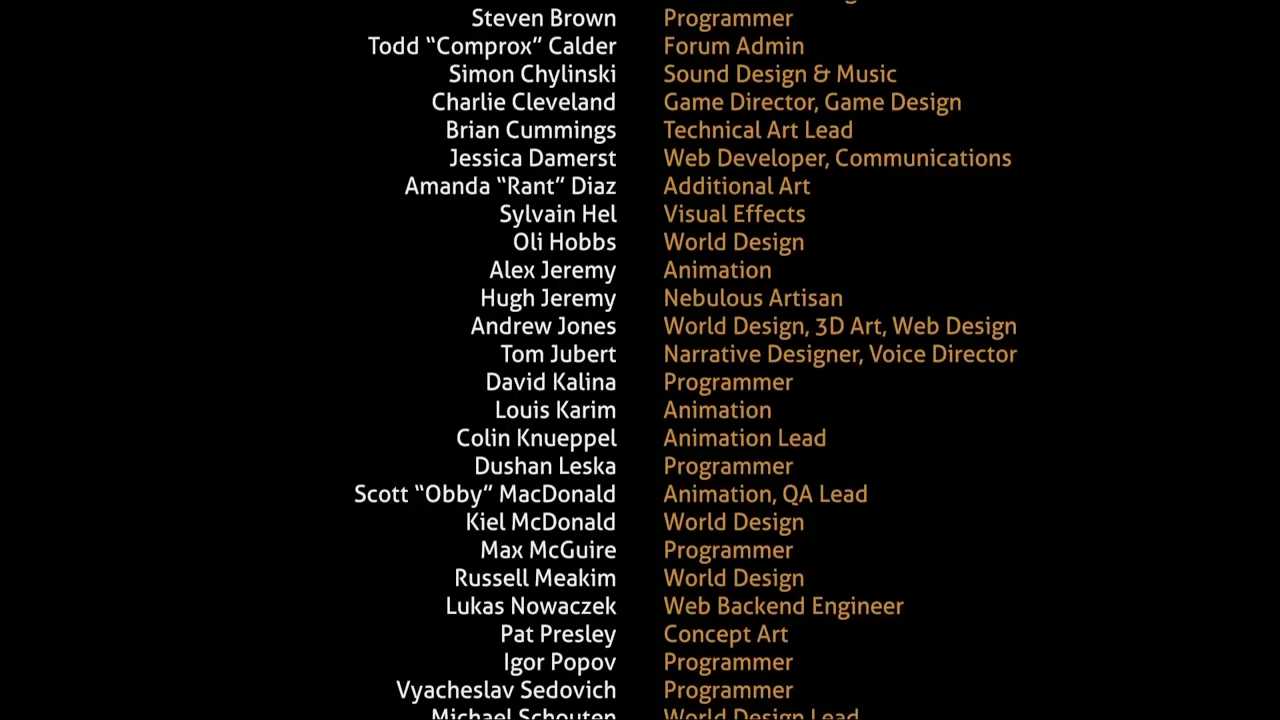 Steven Brown Programmer
Todd “Comprox” Calder Forum Admin
Simon Chylinski Sound Design & Music
Charlie Cleveland Game Director, Game Design
Brian Cummings Technical Art Lead
Jessica Damerst Web Developer, Communications
Amanda “Rant” Diaz Additional Art
Sylvain Hel Visual Effects
Oli Hobbs World Design
Alex Jeremy Animation
Hugh Jeremy Nebulous Artisan
Andrew Jones World Design, 3D Art, Web Design
Tom Jubert Narrative Designer, Voice Director
David Kalina Programmer
Louis Karim Animation
Colin Knueppel Animation Lead
Dushan Leska Programmer
Scott “Obby” MacDonald Animation, QA Lead
Kiel McDonald World Design
Max McGuire Programmer
Russell Meakim World Design
Lukas Nowaczek Web Backend Engineer
Pat Presley Concept Art
Igor Popov Programmer
Vyacheslav Sedovich Programmer
Michael Schouten World Design Lead